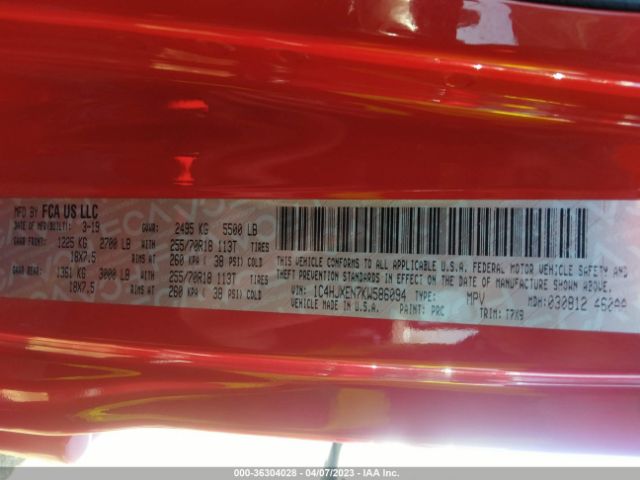 MFD BY FCA US LLC
DATE OF MFR(BUILT): 3-19 GVWR: 2495 KG 5500 LB
GAWR FRONT: 1225 KG 2700 LB WITH 255/70R18 113T TIRES
18X7.5 RIMS AT 260 KPA ( 38 PSI) COLD
GAWR REAR: 1361 KG 3000 LB WITH 255/70R18 113T TIRES
18X7.5 RIMS AT 260 KPA ( 38 PSI) COLD
THIS VEHICLE CONFORMS TO ALL APPLICABLE U.S.A. FEDERAL MOTOR VEHICLE SAFETY AND
THEFT PREVENTION STANDARDS IN EFFECT ON THE DATE OF MANUFACTURE SHOWN ABOVE.
VIN: 1C4HJXEN7KW586094 TYPE: MPV MDH: 030812
VEHICLE MADE IN U.S.A. PAINT: PRC TRIM: T7X9
000-36304028 - 04/07/2023 - IAA Inc.